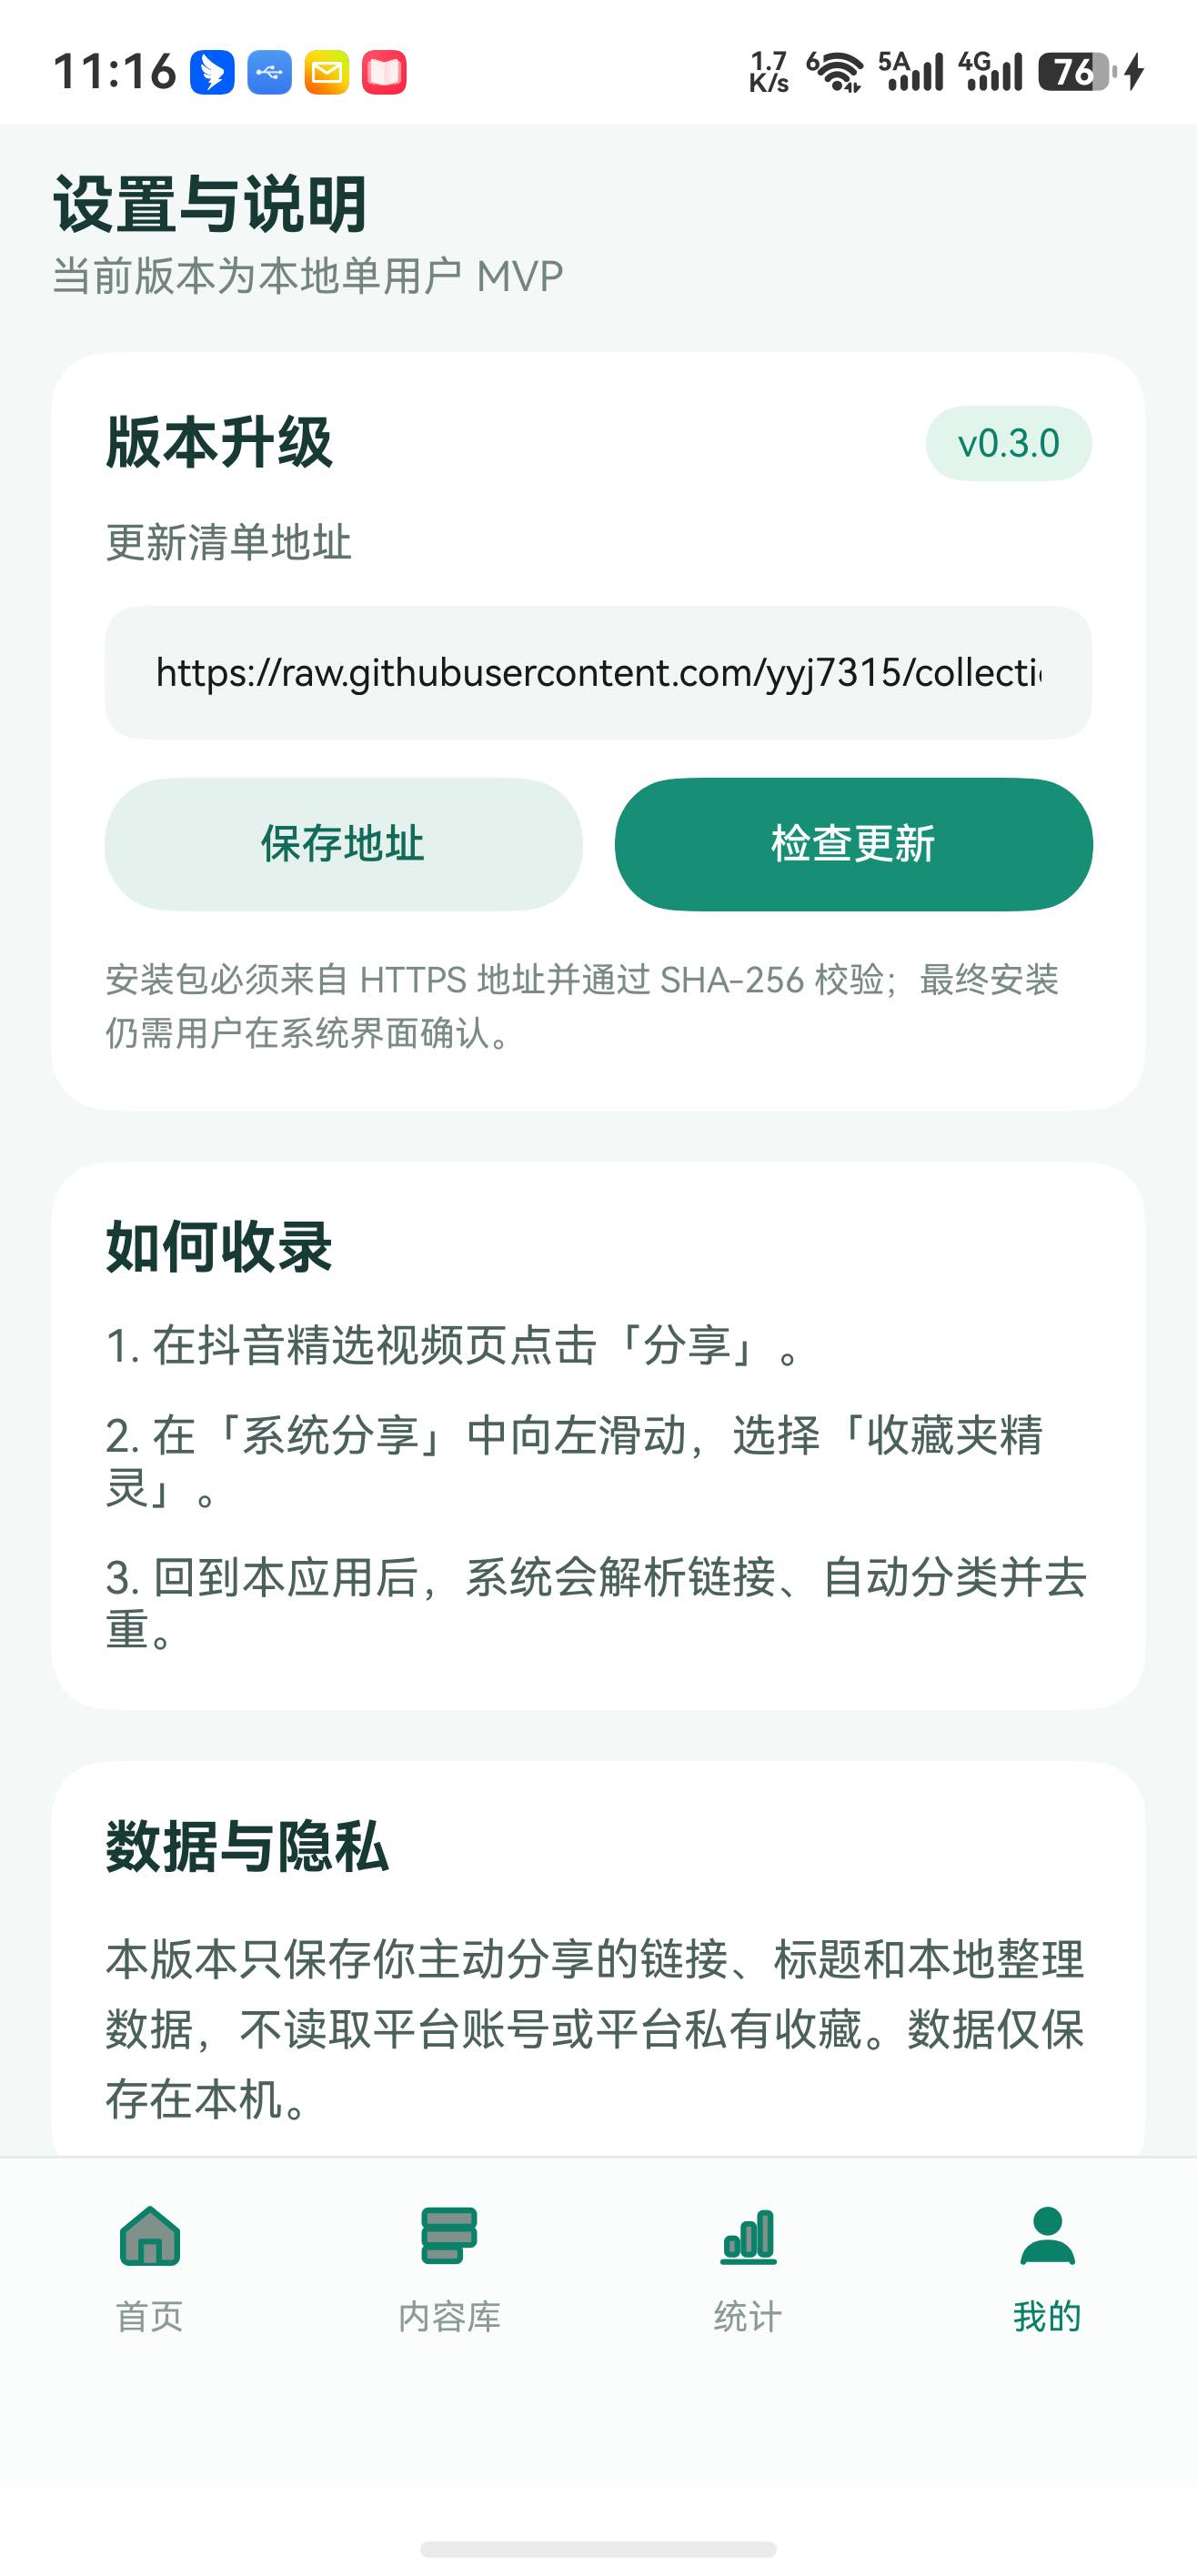 11:16
1.7
K/s
6
5A
4G
76
设置与说明
当前版本为本地单用户 MVP
版本升级
v0.3.0
更新清单地址
https://raw.githubusercontent.com/yyj7315/collecti
保存地址
检查更新
安装包必须来自 HTTPS 地址并通过 SHA-256 校验；最终安装
仍需用户在系统界面确认。
如何收录
1. 在抖音精选视频页点击「分享」。
2. 在「系统分享」中向左滑动，选择「收藏夹精
灵」。
3. 回到本应用后，系统会解析链接、自动分类并去
重。
数据与隐私
本版本只保存你主动分享的链接、标题和本地整理
数据，不读取平台账号或平台私有收藏。数据仅保
存在本机。
首页
内容库
统计
我的